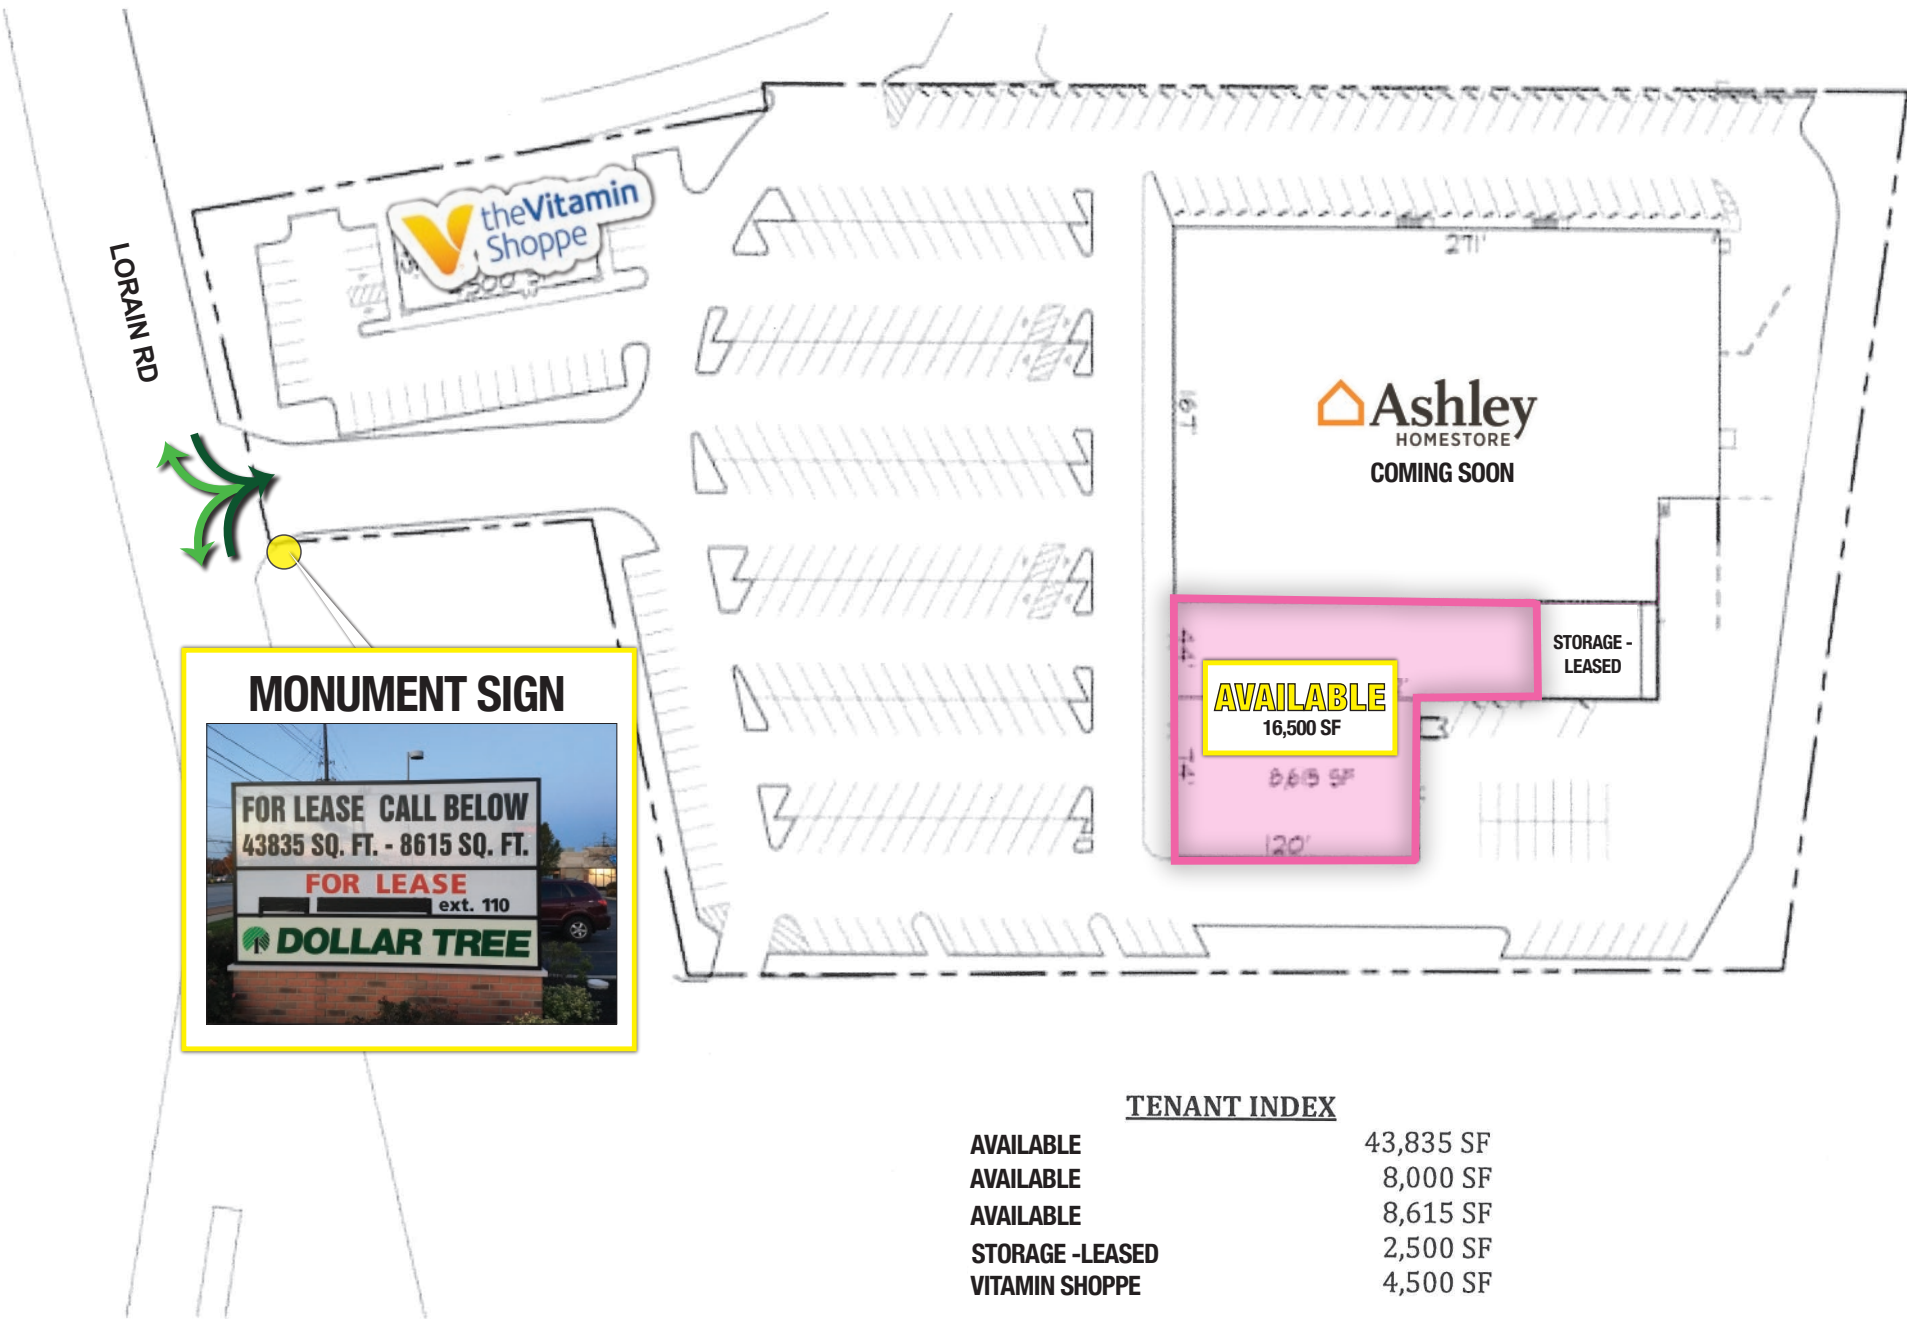 LORAIN RD
theVitamin
Shoppe
271'
167'
Ashley
HOMESTORE
COMING SOON
STORAGE -
LEASED
44'
AVAILABLE
16,500 SF
74'
8,615 SF
120'
MONUMENT SIGN
FOR LEASE CALL BELOW
43835 SQ. FT. - 8615 SQ. FT.
FOR LEASE
ext. 110
DOLLAR TREE
TENANT INDEX
AVAILABLE 43,835 SF
AVAILABLE 8,000 SF
AVAILABLE 8,615 SF
STORAGE -LEASED 2,500 SF
VITAMIN SHOPPE 4,500 SF